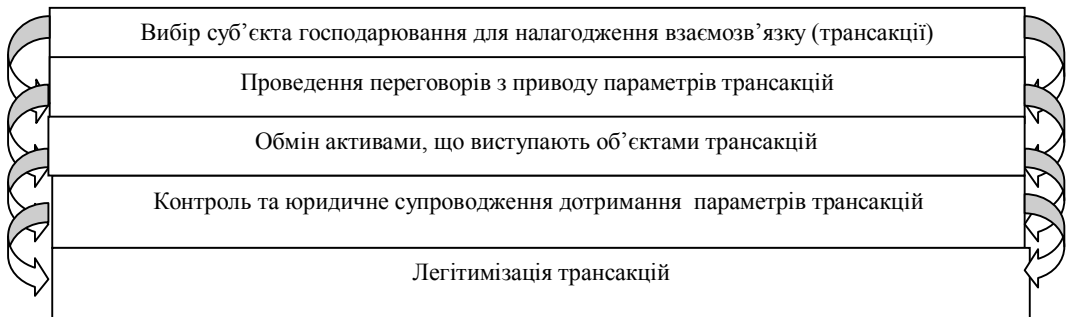 Вибір суб’єкта господарювання для налагодження взаємозв’язку (трансакції)
Проведення переговорів з приводу параметрів трансакцій
Обмін активами, що виступають об’єктами трансакцій
Контроль та юридичне супроводження дотримання параметрів трансакцій
Легітимізація трансакцій